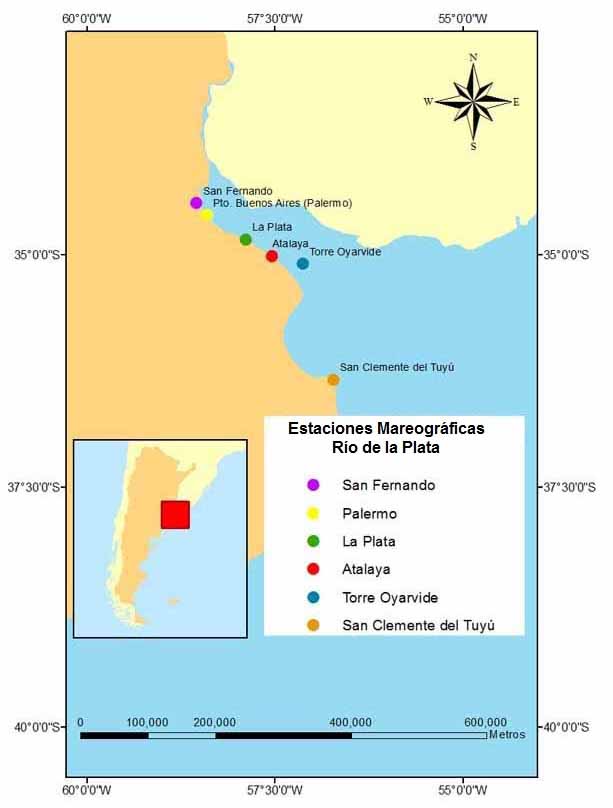 60°0'0"W 57°30"W 55°0'0"W
N
W E
S
San Fernando
Pto. Buenos Aires (Palermo)
La Plata
Atalaya
Torre Oyarvide
35°0'0"S 35°0'0"S
San Clemente del Tuyú
Estaciones Mareográficas
Río de la Plata
San Fernando
Palermo
La Plata
Atalaya
Torre Oyarvide
San Clemente del Tuyú
37°30'0"S 37°30'0"S
0 100,000 200,000 400,000 600,000
Metros
40°0'0"S 40°0'0"S
60°0'0"W 57°30"W 55°0'0"W